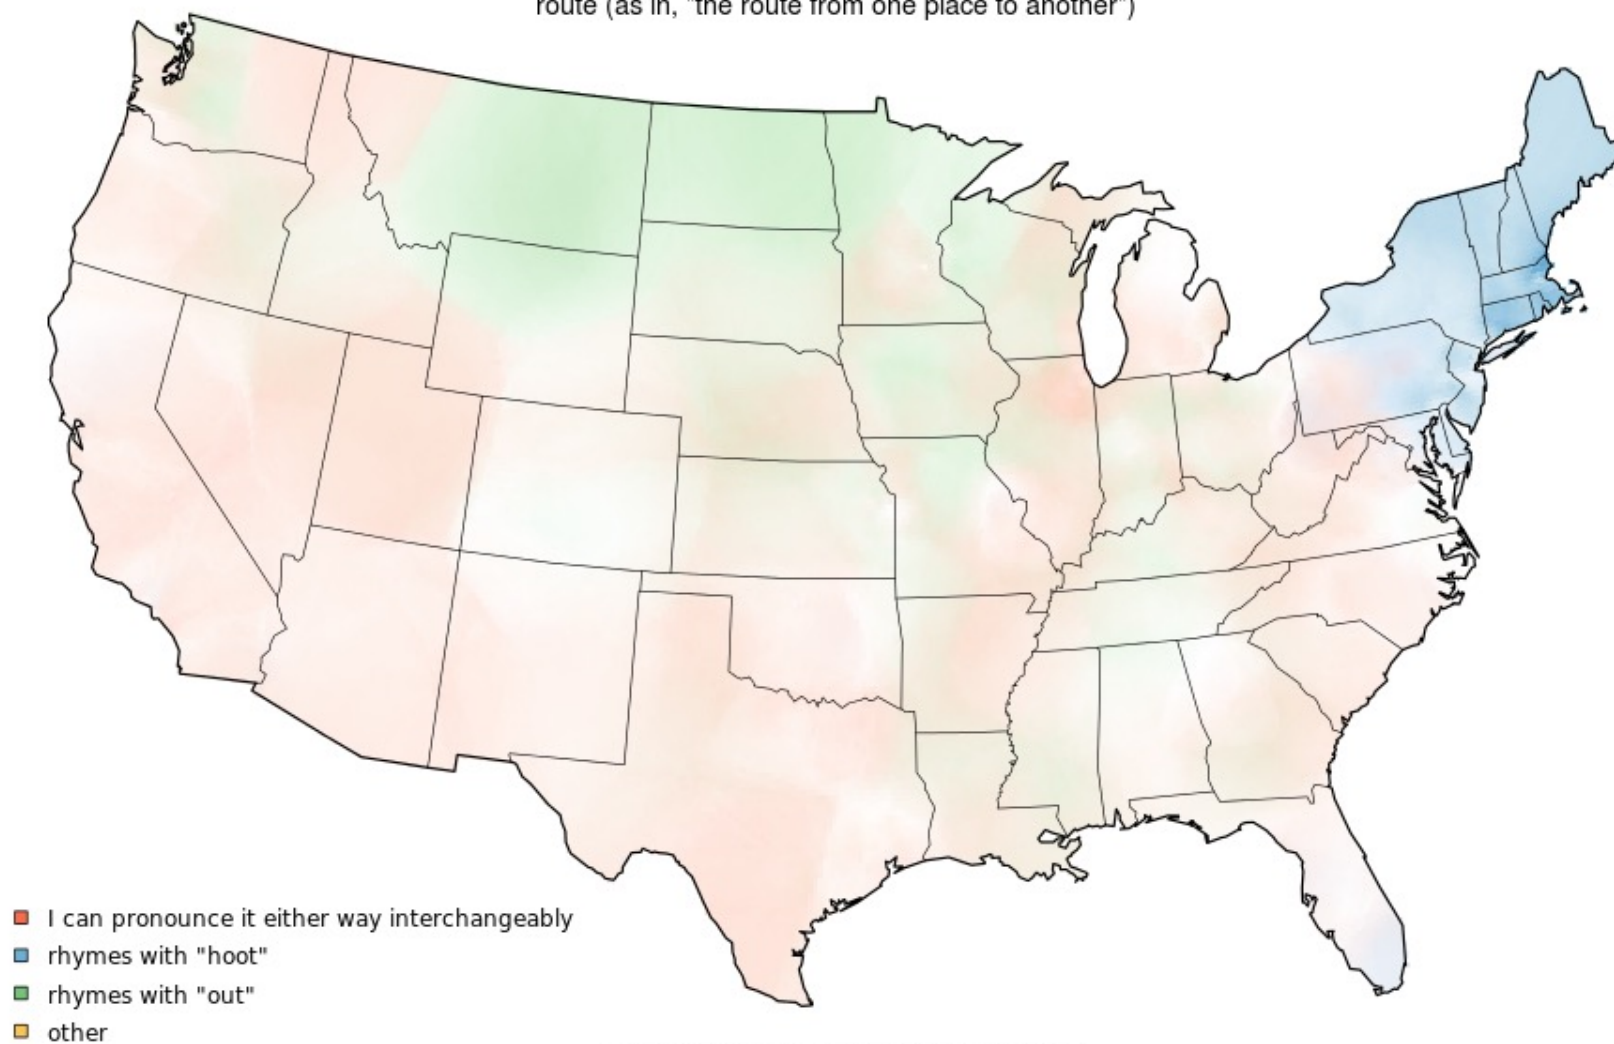 route (as in, "the route from one place to another")
I can pronounce it either way interchangeably
rhymes with "hoot"
rhymes with "out"
other